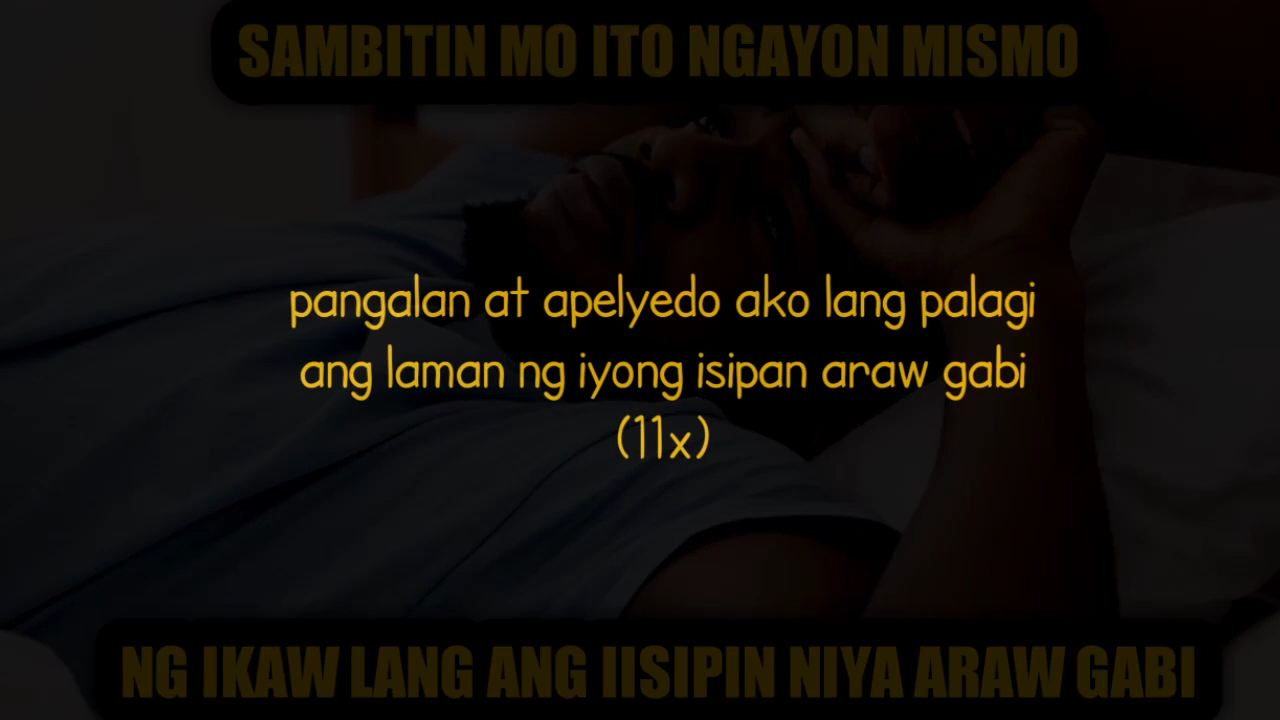 SAMBITIN MO ITO NGAYON MISMO
pangalan at apelyedo ako lang palagi
ang laman ng iyong isipan araw gabi
(11x)
NG IKAW LANG ANG IISIPIN NIYA ARAW GABI